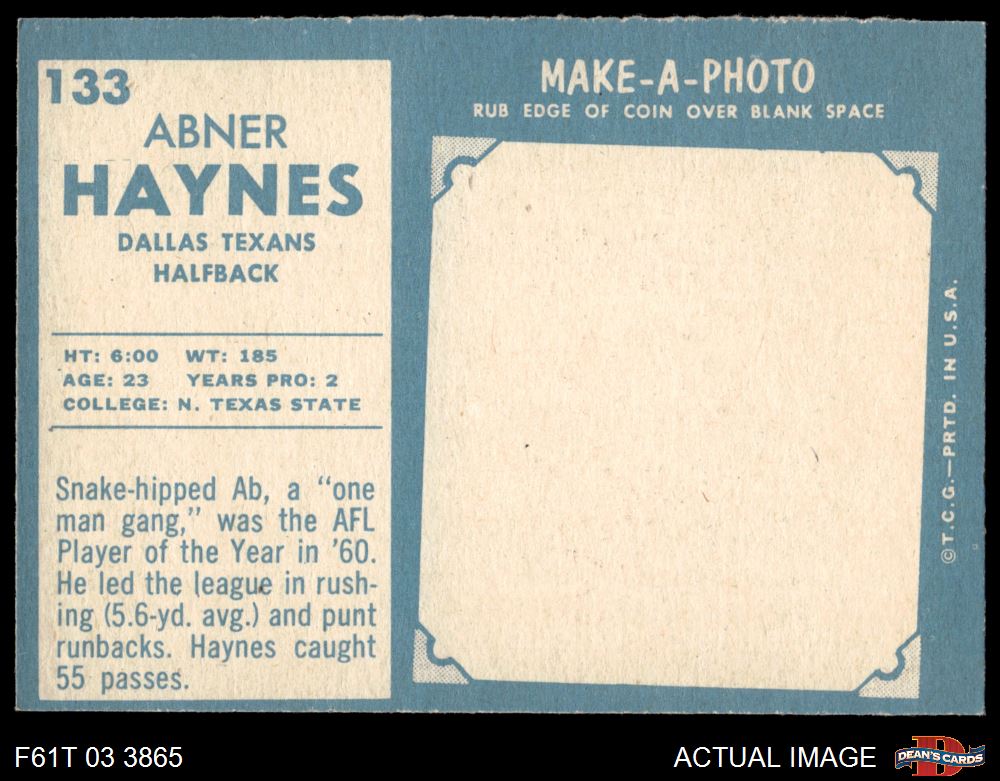 133
ABNER
HAYNES
DALLAS TEXANS
HALFBACK
HT: 6:00 WT: 185
AGE: 23 YEARS PRO: 2
COLLEGE: N. TEXAS STATE
Snake-hipped Ab, a “one
man gang,” was the AFL
Player of the Year in ’60.
He led the league in rush-
ing (5.6-yd. avg.) and punt
runbacks. Haynes caught
55 passes.
MAKE-A-PHOTO
RUB EDGE OF COIN OVER BLANK SPACE
©T.C.G.—PRTD. IN U.S.A.
F61T 03 3865
ACTUAL IMAGE
DEAN'S CARDS